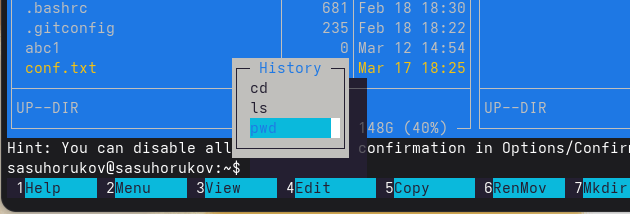 .bashrc 681 Feb 18 18:30
.gitconfig 235 Feb 18 18:22
abc1 0 Mar 12 14:54
conf.txt Mar 17 18:25
History
cd
ls
pwd
UP--DIR UP--DIR
148G (40%)
Hint: You can disable all confirmation in Options/Confirm
sasuhorukov@sasuhorukov:~$
1Help 2Menu 3View 4Edit 5Copy 6RenMov 7Mkdir